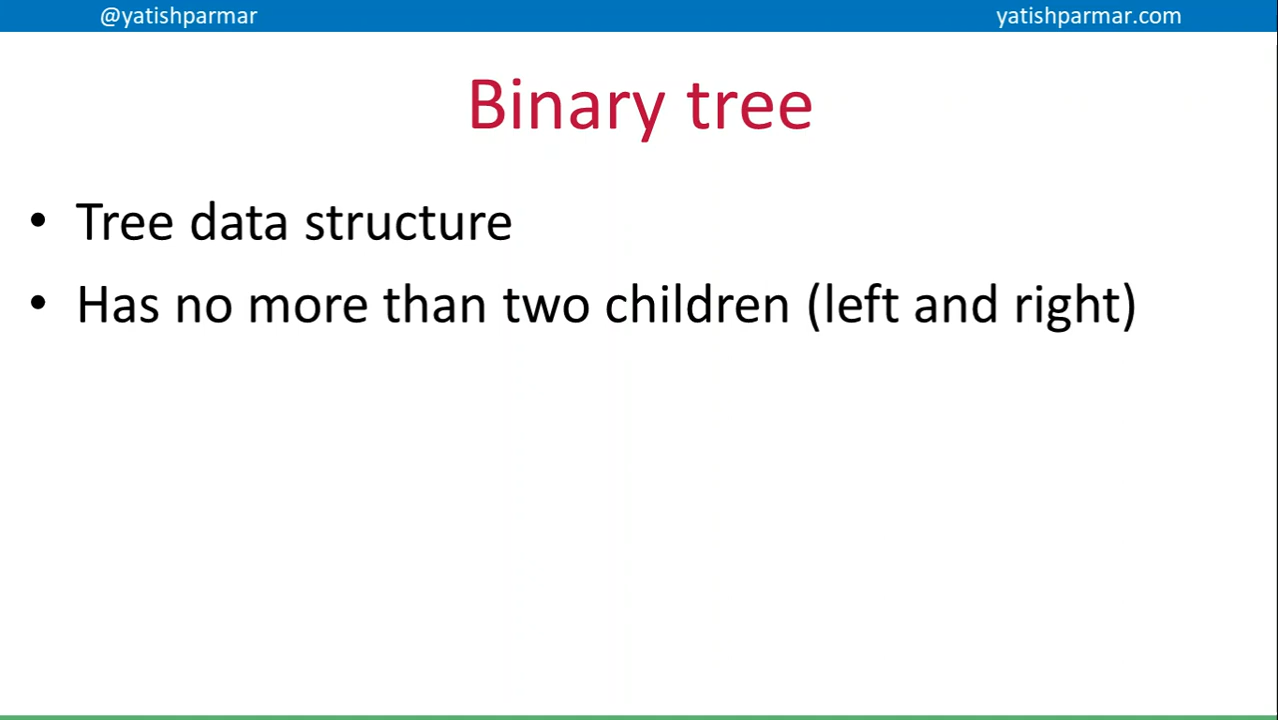 @yatishparmar
yatishparmar.com
Binary tree
• Tree data structure
• Has no more than two children (left and right)